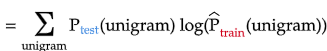 = ∑ P_test(unigram) log(P̂_train(unigram))
unigram